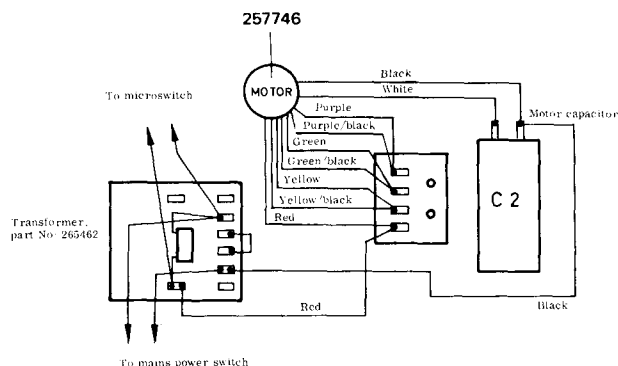 257746
Black
White
MOTOR
To microswitch
Purple
Motor capacitor
Purple/black
Green
Green/black
Yellow
C 2
Yellow/black
Transformer,
part No. 265462
Red
Red
Black
To mains power switch